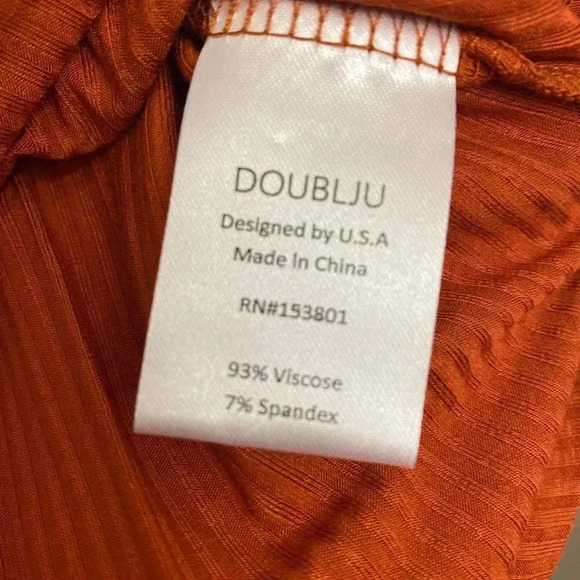 DOUBLJU
Designed by U.S.A
Made In China
RN#153801
93% Viscose
7% Spandex